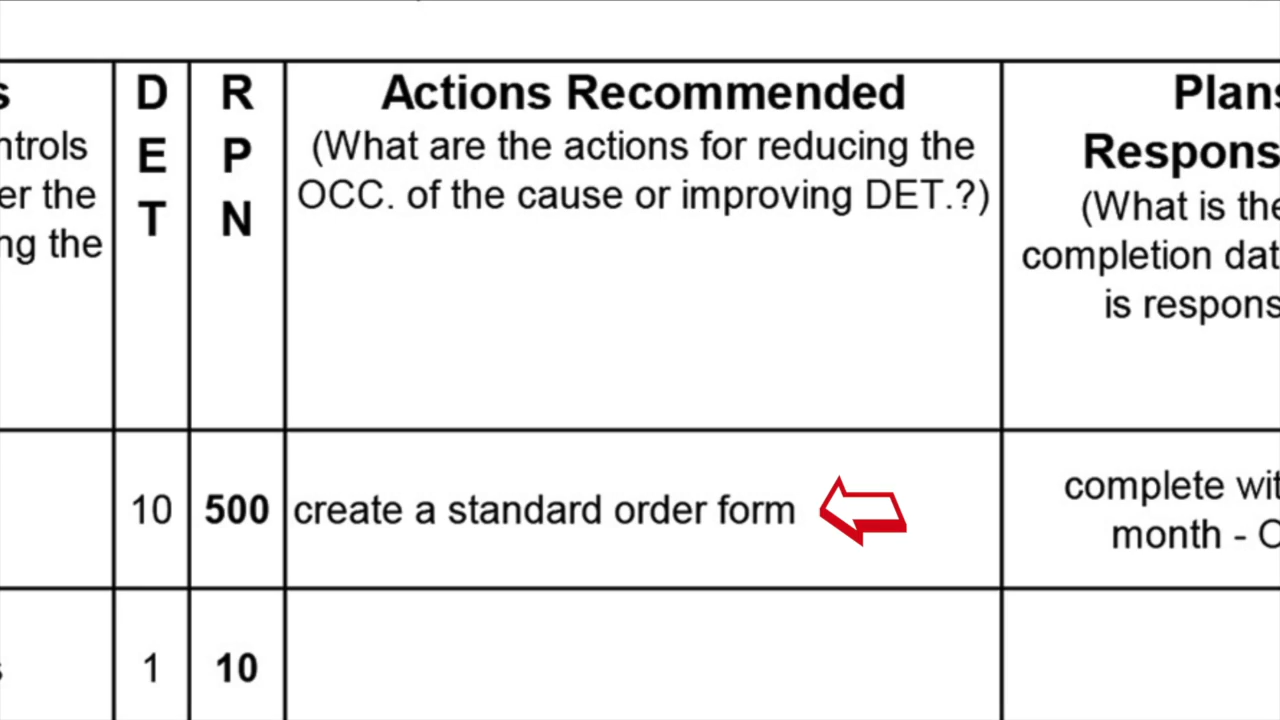 s
ntrols
er the
ng the
D
E
T
R
P
N
Actions Recommended
(What are the actions for reducing the
OCC. of the cause or improving DET.?)
Plans
Respons
(What is the
completion dat
is respons
10
500
create a standard order form
complete wit
month - O
s
1
10